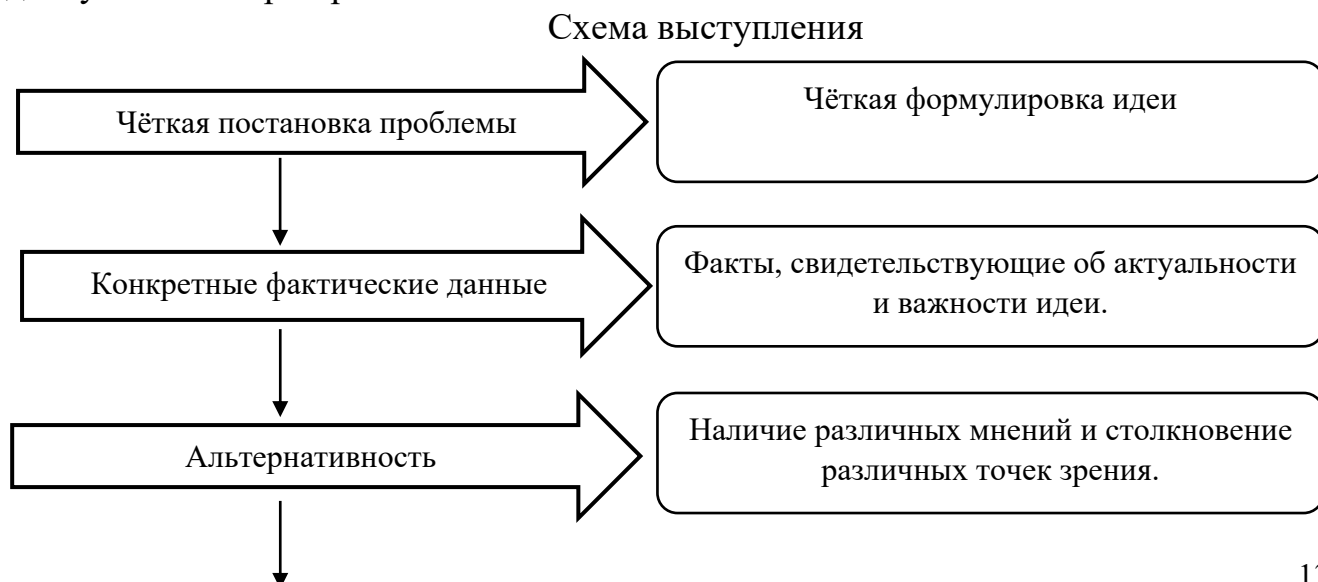 Схема выступления
Чёткая постановка проблемы
Чёткая формулировка идеи
Конкретные фактические данные
Факты, свидетельствующие об актуальности
и важности идеи.
Альтернативность
Наличие различных мнений и столкновение
различных точек зрения.